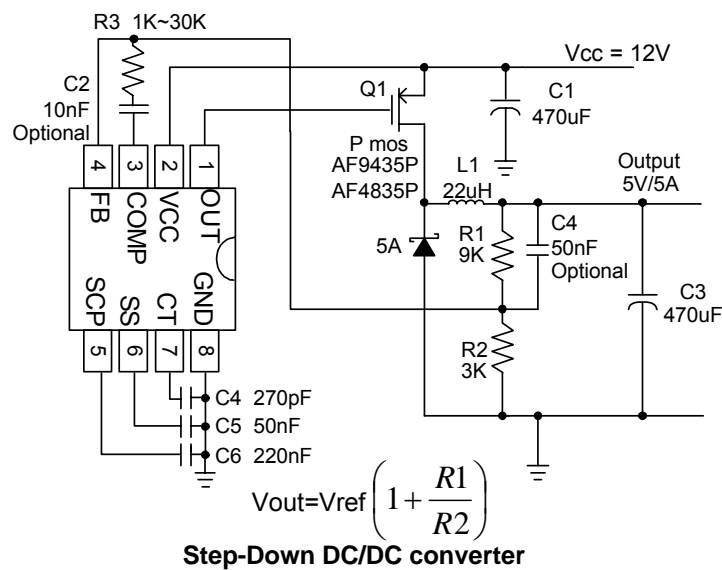 R3 1K~30K
Vcc = 12V
C2
10nF
Optional
Q1
C1
470uF
P mos
AF9435P
AF4835P
L1
22uH
Output
5V/5A
4
3
2
1
FB
COMP
VCC
OUT
SCP
SS
CT
GND
5
6
7
8
5A
R1
9K
C4
50nF
Optional
C3
470uF
R2
3K
C4 270pF
C5 50nF
C6 220nF
Vout=Vref(1+R1/R2)
Step-Down DC/DC converter